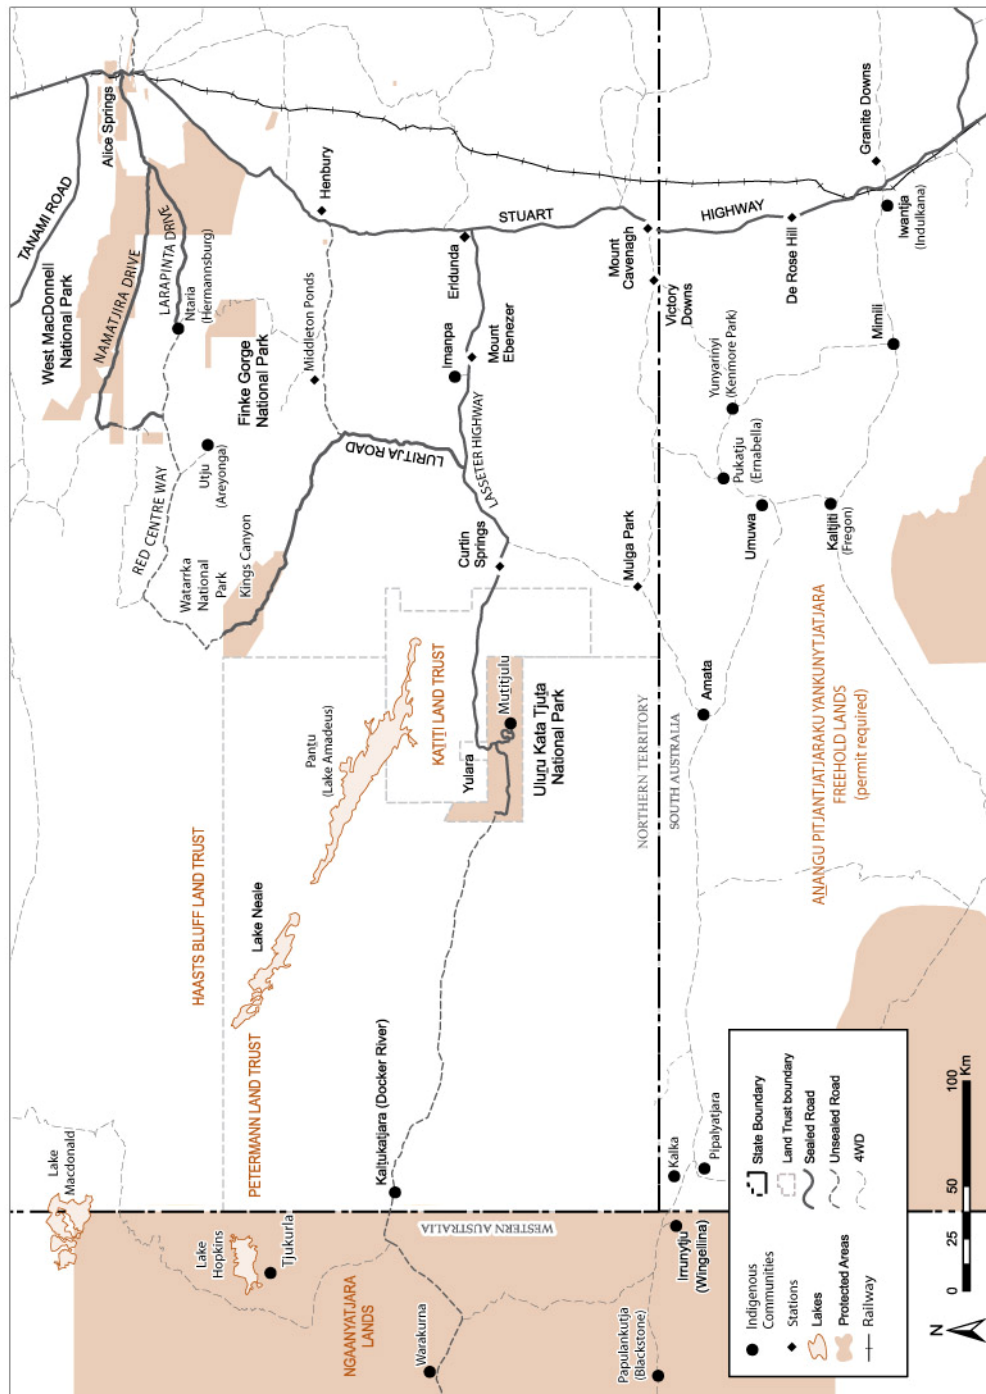 TANAMI ROAD
Alice Springs
West MacDonnell
National Park
NAMATJIRA DRIVE
LARAPINTA DRIVE
Ntaria
(Hermannsburg)
Henbury
Finke Gorge
National Park
Middleton Ponds
Utju
(Areyonga)
RED CENTRE WAY
Watarrka
National
Park
Kings Canyon
LURITJA ROAD
Erldunda
STUART
HIGHWAY
Imanpa
Mount
Ebenezer
LASSETER HIGHWAY
Curtin
Springs
Mount
Cavenagh
Victory
Downs
Mulga Park
De Rose Hill
Granite Downs
Iwantja
(Indulkana)
Mimili
Yunyarinyi
(Kenmore Park)
Pukatju
(Ernabella)
Umuwa
Kaltjiti
(Fregon)
Amata
HAASTS BLUFF LAND TRUST
Pantu
(Lake Amadeus)
KAṮIṮI LAND TRUST
Yulara
Muṯitjulu
Uluṟu Kata Tjuṯa
National Park
Lake Neale
PETERMANN LAND TRUST
NORTHERN TERRITORY
SOUTH AUSTRALIA
AṈANGU PITJANTJATJARAKU YANKUNYTJATJARA
FREEHOLD LANDS
(permit required)
Lake
Macdonald
Lake
Hopkins
Tjukurla
Kaltukatjara (Docker River)
WESTERN AUSTRALIA
NGAANYATJARA
LANDS
Warakurna
Papulankutja
(Blackstone)
Irrunytju
(Wingellina)
Kalka
Pipalyatjara
Indigenous
Communities
Stations
Lakes
Protected Areas
Railway
State Boundary
Land Trust boundary
Sealed Road
Unsealed Road
4WD
N
0 25 50 100
Km